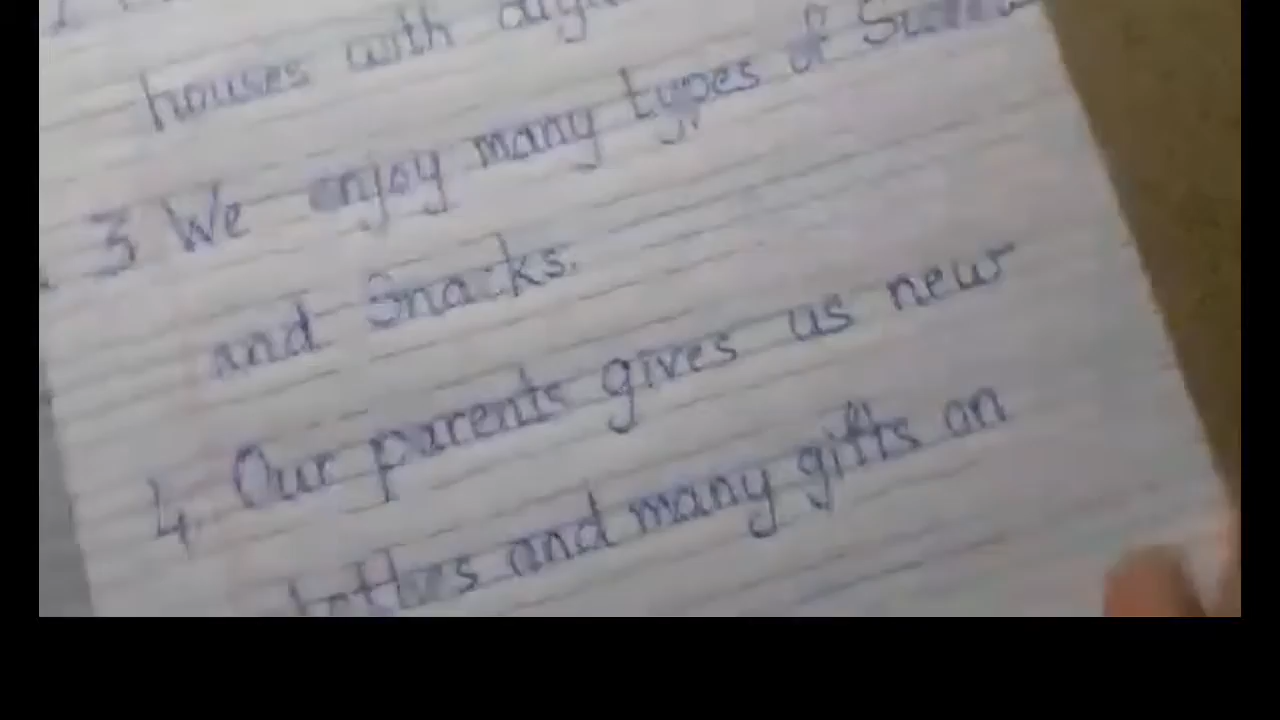 houses with
3 We enjoy many types of
and Snacks.
4. Our parents gives us new
and many gifts on